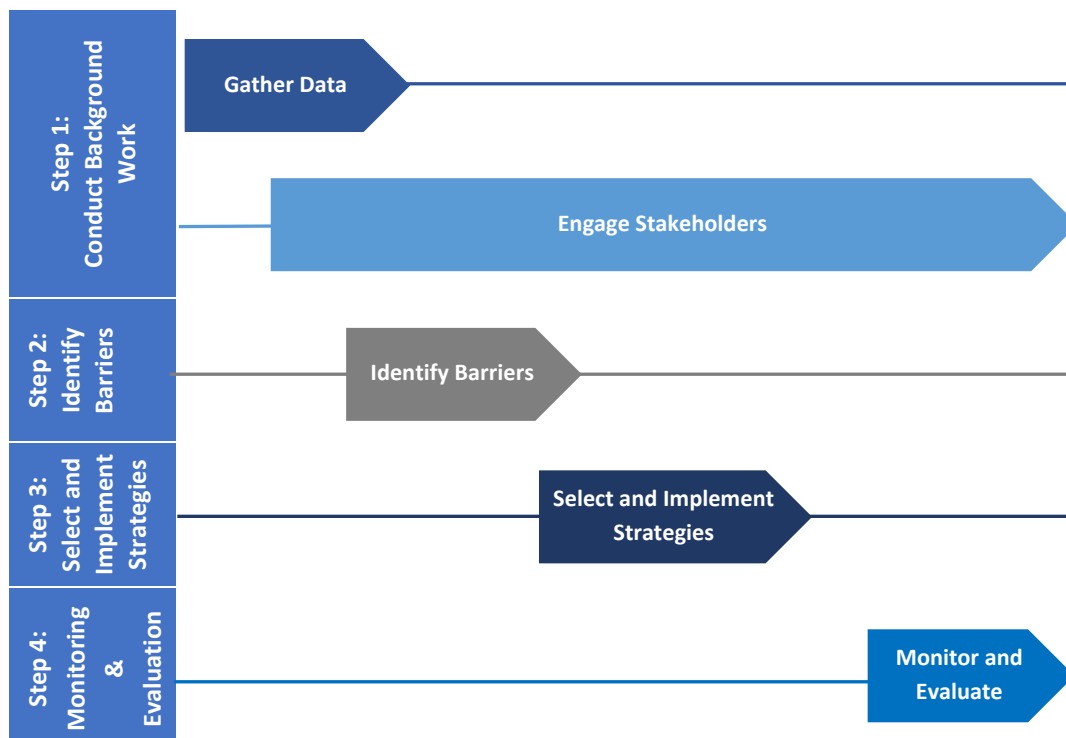 Step 1:
Conduct Background
Work
Gather Data
Engage Stakeholders
Step 2:
Identify
Barriers
Identify Barriers
Step 3:
Select and
Implement
Strategies
Select and Implement
Strategies
Step 4:
Monitoring
&
Evaluation
Monitor and
Evaluate